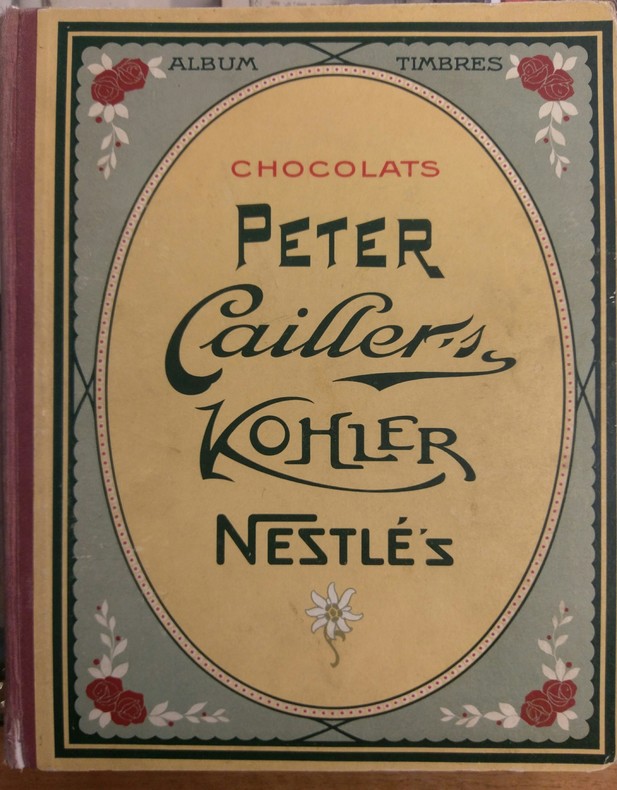 ALBUM TIMBRES
CHOCOLATS
PETER
Cailler's
KOHLER
NESTLÉ's